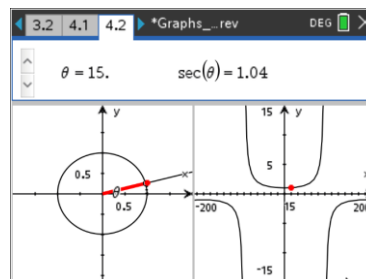 3.2 4.1 4.2 *Graphs_...rev DEG
θ = 15. sec(θ) = 1.04
y
0.5
θ
0.5
x
15 y
5
-200 15 200
-15